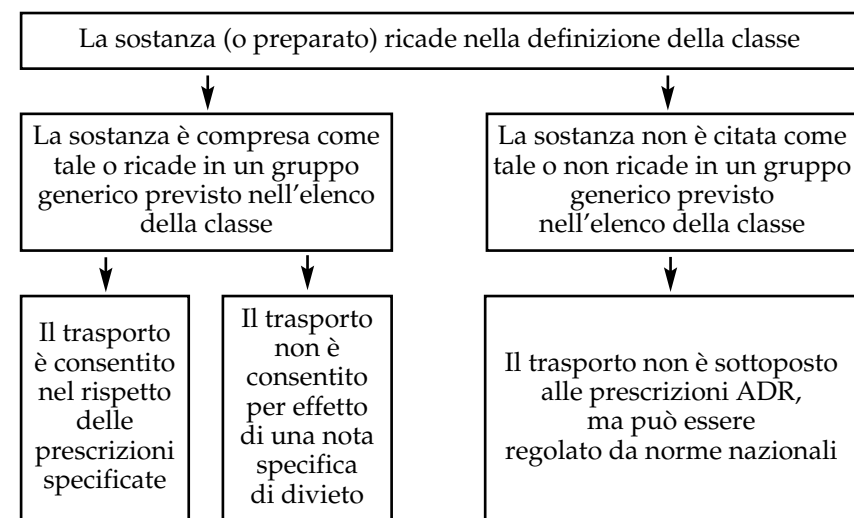 La sostanza (o preparato) ricade nella definizione della classe
La sostanza è compresa come
tale o ricade in un gruppo
generico previsto nell'elenco
della classe
La sostanza non è citata come
tale o non ricade in un gruppo
generico previsto
nell'elenco della classe
Il trasporto
è consentito
nel rispetto
delle
prescrizioni
specificate
Il trasporto
non è
consentito
per effetto
di una nota
specifica
di divieto
Il trasporto non è sottoposto
alle prescrizioni ADR,
ma può essere
regolato da norme nazionali